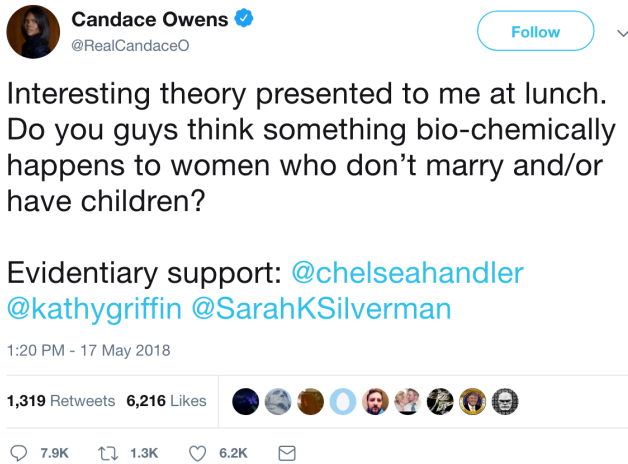 Candace Owens
@RealCandaceO
Follow
Interesting theory presented to me at lunch.
Do you guys think something bio-chemically
happens to women who don’t marry and/or
have children?
Evidentiary support: @chelseahandler
@kathygriffin @SarahKSilverman
1:20 PM - 17 May 2018
1,319 Retweets 6,216 Likes
7.9K 1.3K 6.2K